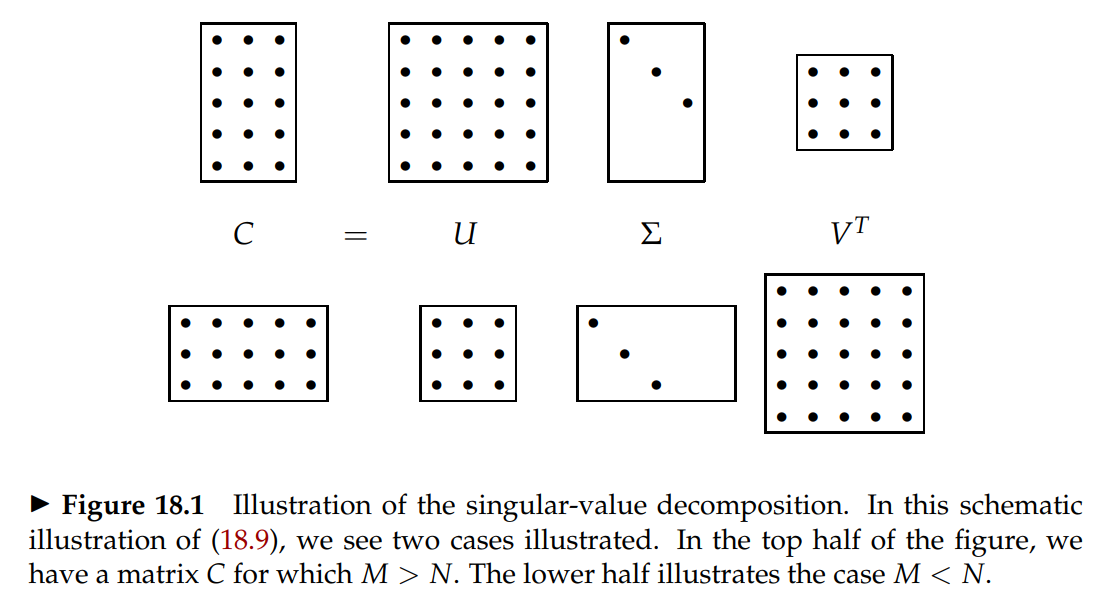 C = U Σ V^T
► Figure 18.1 Illustration of the singular-value decomposition. In this schematic
illustration of (18.9), we see two cases illustrated. In the top half of the figure, we
have a matrix C for which M > N. The lower half illustrates the case M < N.